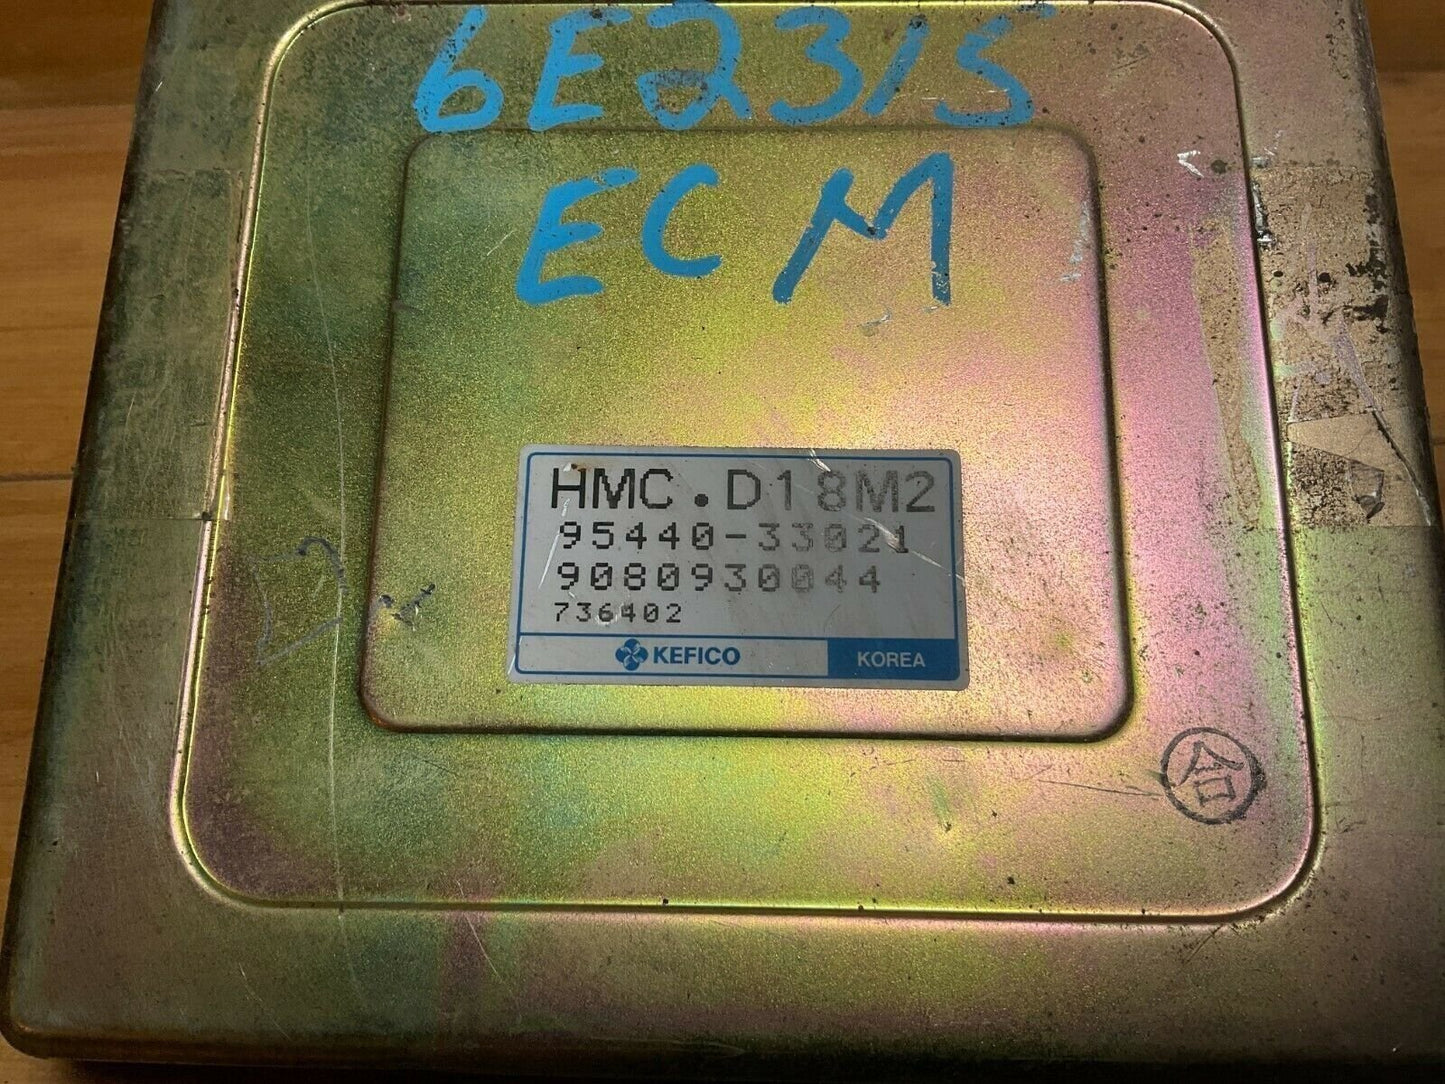 6E2315
ECM
HMC.D18M2
95440-33021
9080930044
736402
KEFICO
KOREA
合